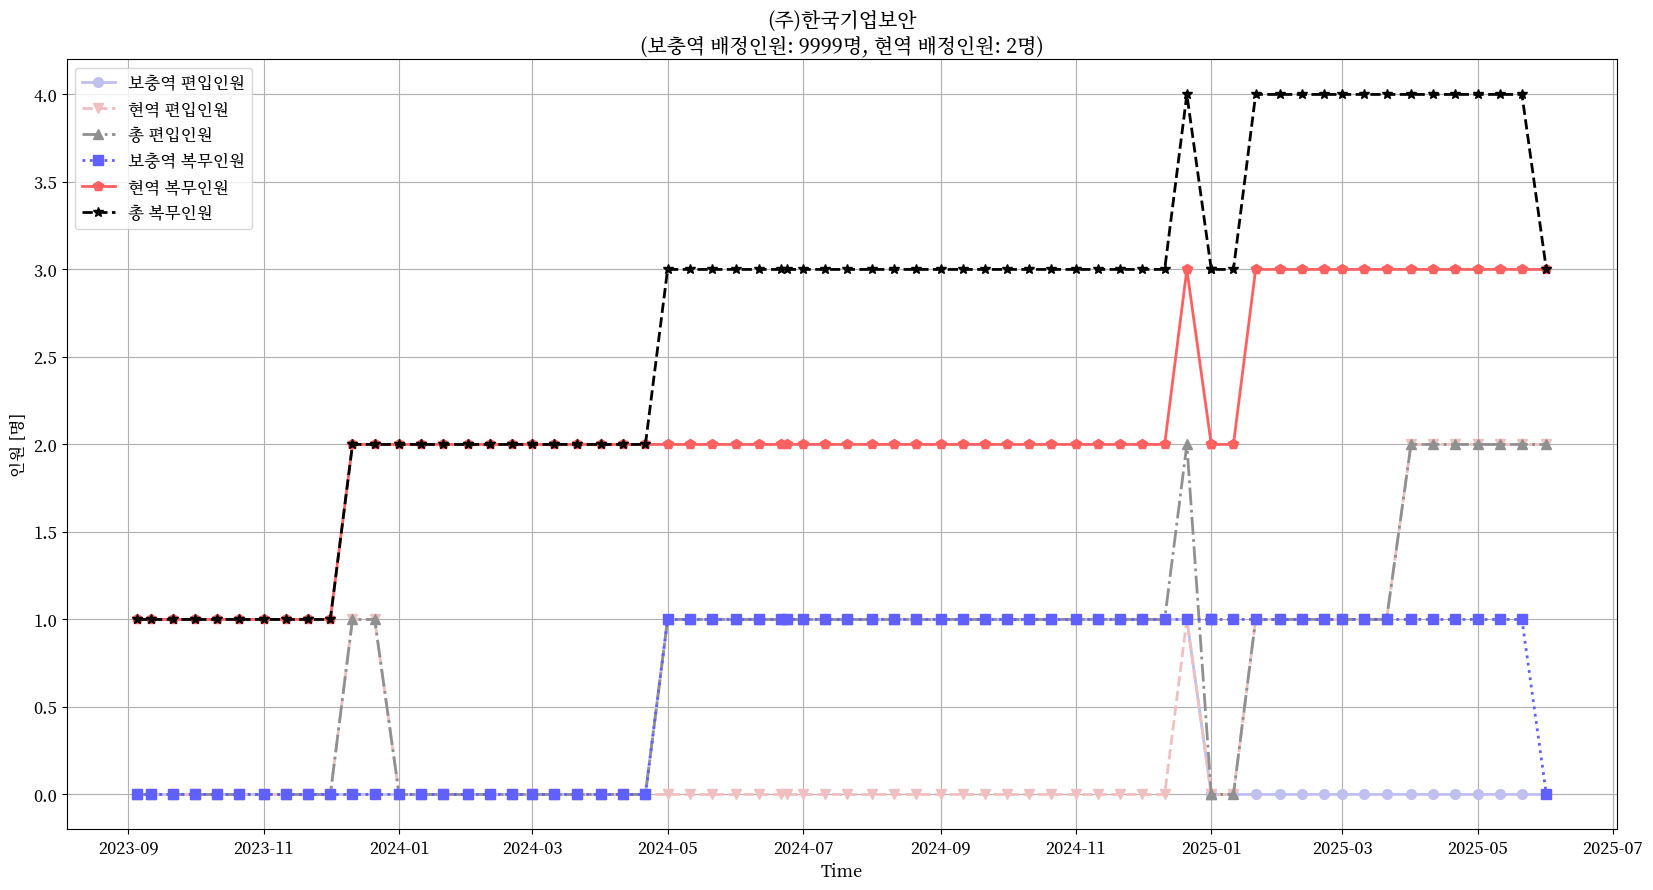 (주)한국기업보안
(보충역 배정인원: 9999명, 현역 배정인원: 2명)
보충역 편입인원
현역 편입인원
총 편입인원
보충역 복무인원
현역 복무인원
총 복무인원
4.0
3.5
3.0
2.5
2.0
1.5
1.0
0.5
0.0
인원 [명]
2023-09 2023-11 2024-01 2024-03 2024-05 2024-07 2024-09 2024-11 2025-01 2025-03 2025-05 2025-07
Time